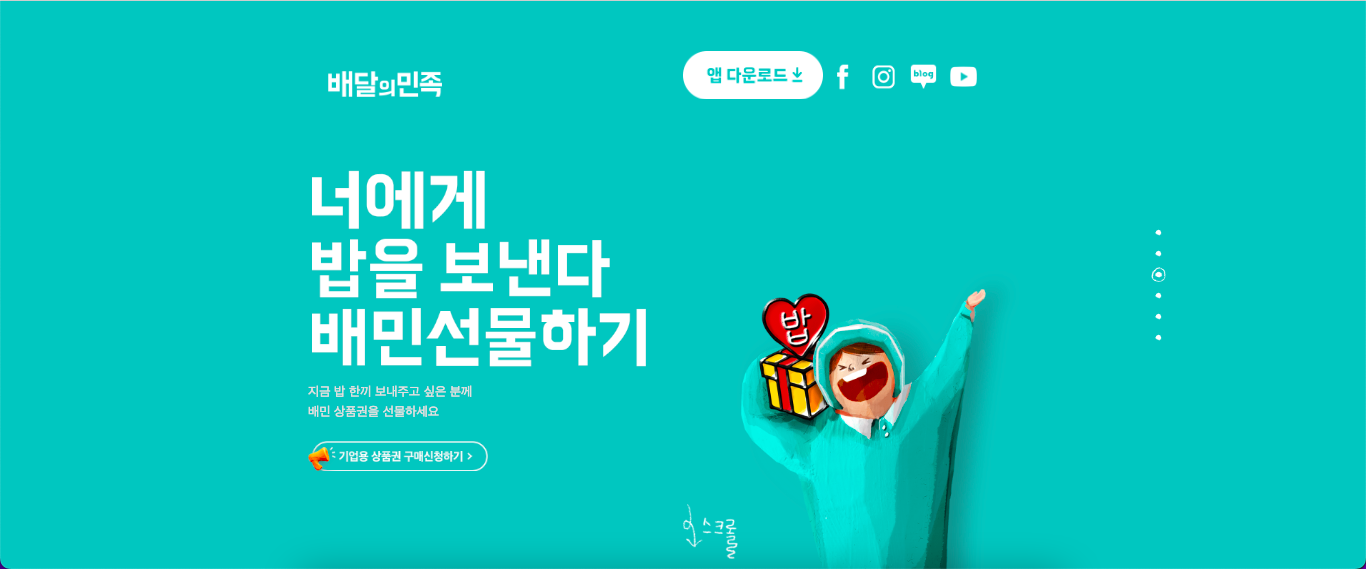 배달의민족
앱 다운로드
blog
너에게
밥을 보낸다
배민선물하기
지금 밥 한끼 보내주고 싶은 분께
배민 상품권을 선물하세요
기업용 상품권 구매신청하기 >
밥
스크롤